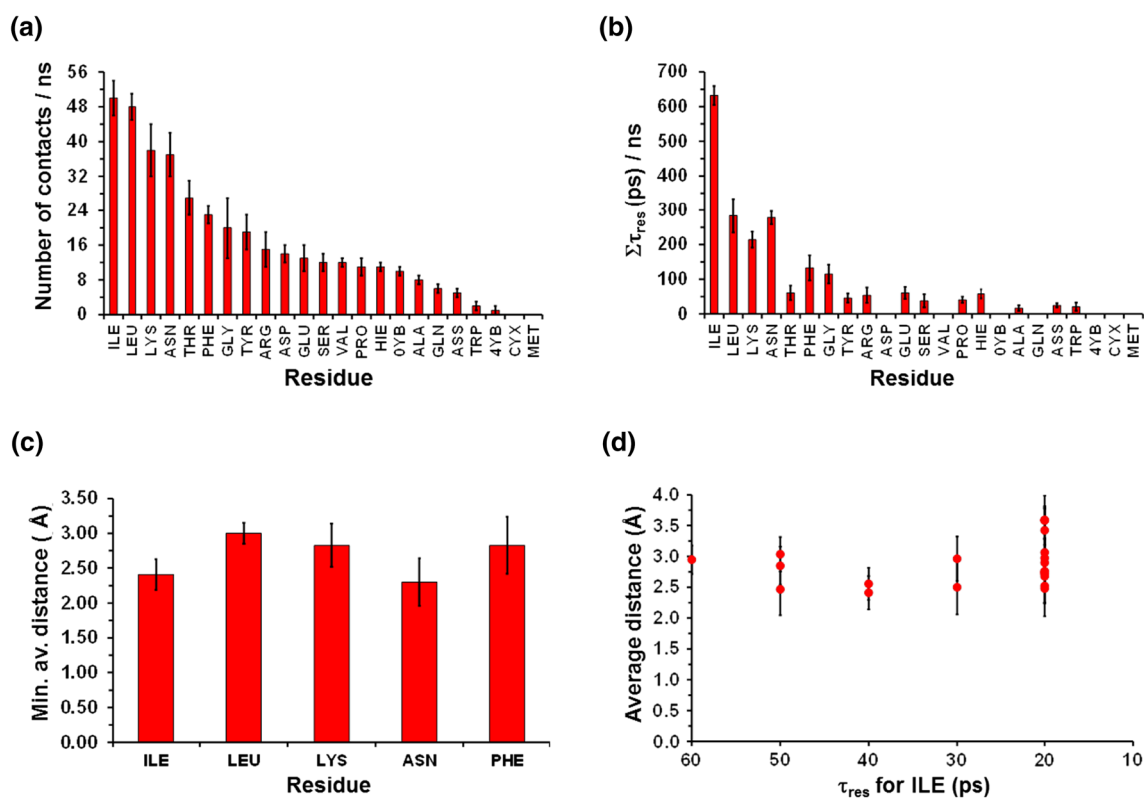 (a)
Number of contacts / ns
56
48
40
32
24
16
8
0
ILE LEU LYS ASN THR PHE GLY TYR ARG ASP GLU SER VAL PRO HIE 0YB ALA GLN ASS TRP 4YB CYX MET
Residue
(b)
Στres (ps) / ns
700
600
500
400
300
200
100
0
ILE LEU LYS ASN THR PHE GLY TYR ARG ASP GLU SER VAL PRO HIE 0YB ALA GLN ASS TRP 4YB CYX MET
Residue
(c)
Min. av. distance ( Å)
3.50
3.00
2.50
2.00
1.50
1.00
0.50
0.00
ILE LEU LYS ASN PHE
Residue
(d)
Average distance (Å)
4.0
3.5
3.0
2.5
2.0
1.5
1.0
0.5
0.0
60 50 40 30 20 10
τres for ILE (ps)